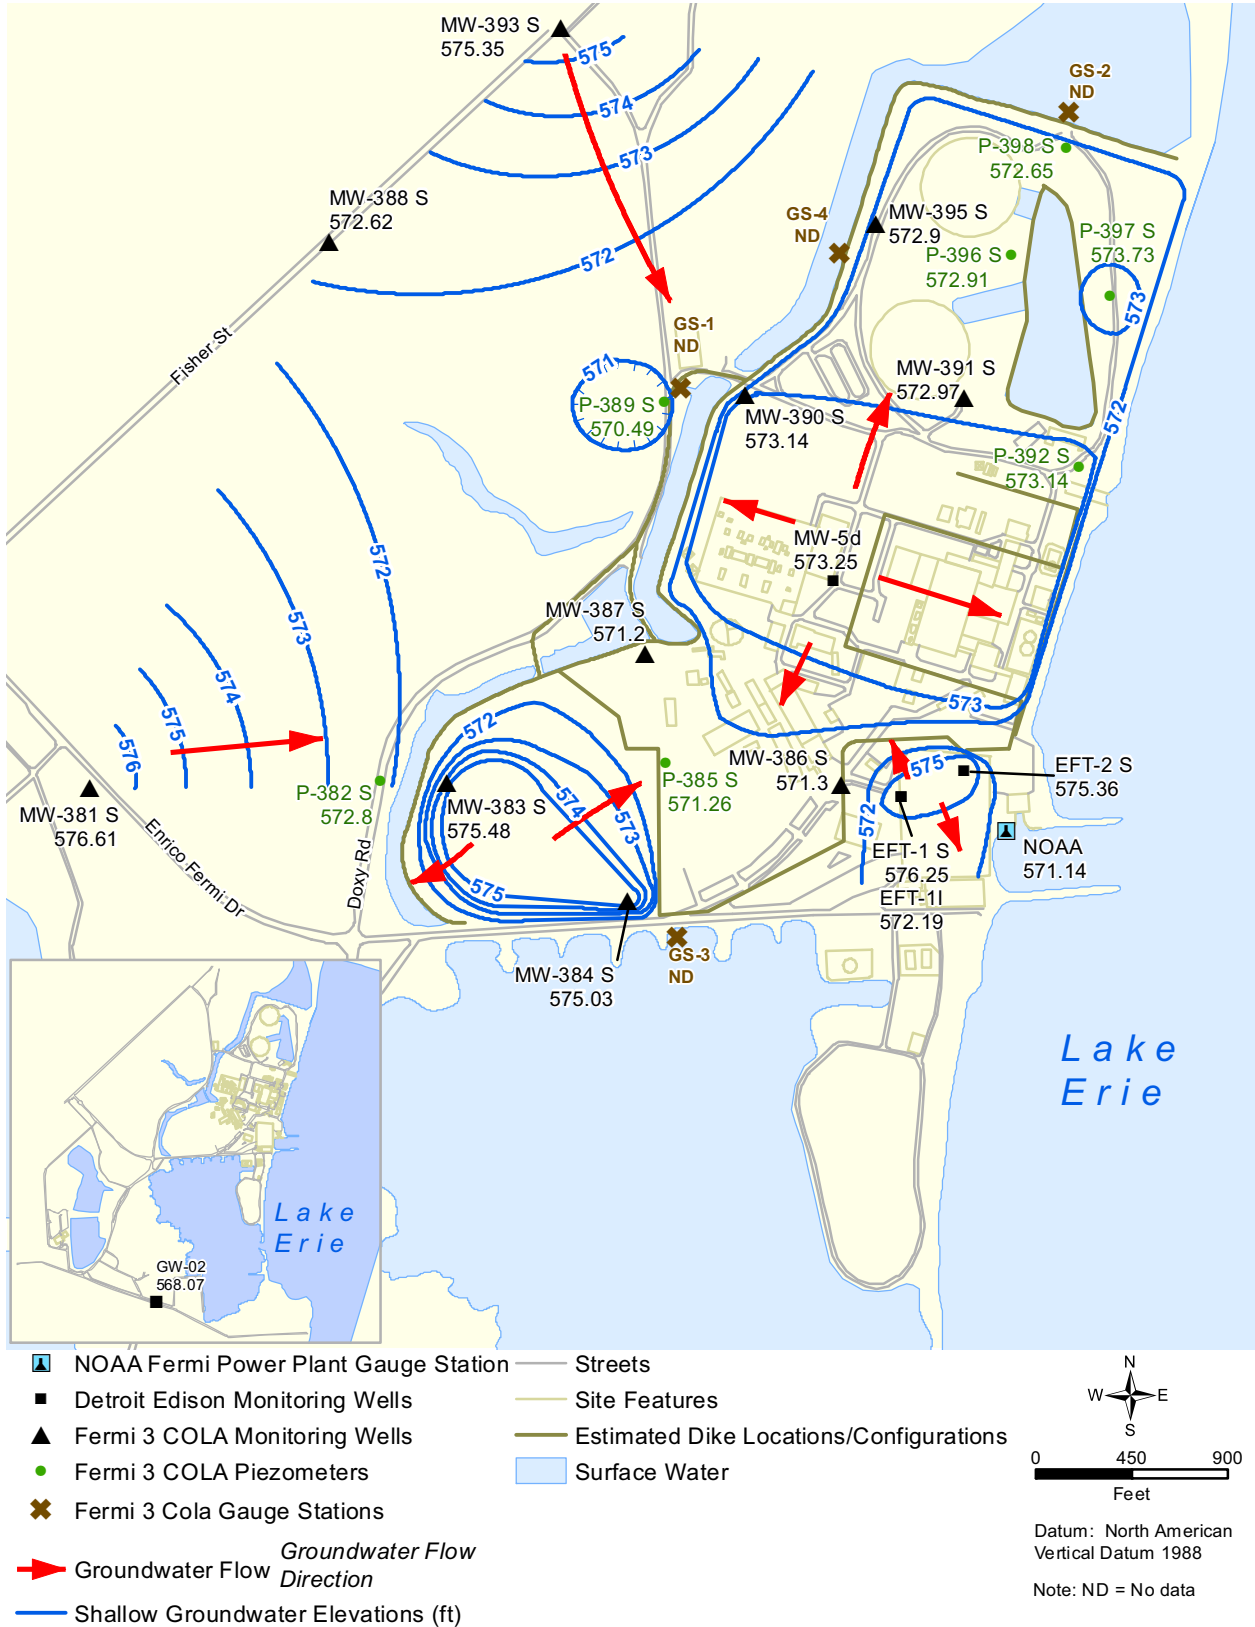 MW-393 S
575.35
575
574
573
572
GS-2
ND
P-398 S
572.65
MW-388 S
572.62
GS-4
ND
MW-395 S
572.9
P-396 S
572.91
P-397 S
573.73
573
Fisher St
GS-1
ND
571
P-389 S
570.49
MW-391 S
572.97
MW-390 S
573.14
572
P-392 S
573.14
MW-5d
573.25
572
573
574
575
576
MW-387 S
571.2
573
MW-381 S
576.61
P-382 S
572.8
Enrico Fermi Dr
Doxy Rd
572
MW-383 S
575.48
574
573
575
P-385 S
571.26
MW-386 S
571.3
575
572
EFT-2 S
575.36
EFT-1 S
576.25
EFT-1I
572.19
NOAA
571.14
MW-384 S
575.03
GS-3
ND
Lake
Erie
Lake
Erie
GW-02
568.07
NOAA Fermi Power Plant Gauge Station
Detroit Edison Monitoring Wells
Fermi 3 COLA Monitoring Wells
Fermi 3 COLA Piezometers
Fermi 3 Cola Gauge Stations
Groundwater Flow
Groundwater Flow
Direction
Shallow Groundwater Elevations (ft)
Streets
Site Features
Estimated Dike Locations/Configurations
Surface Water
N
W E
S
0 450 900
Feet
Datum: North American
Vertical Datum 1988
Note: ND = No data